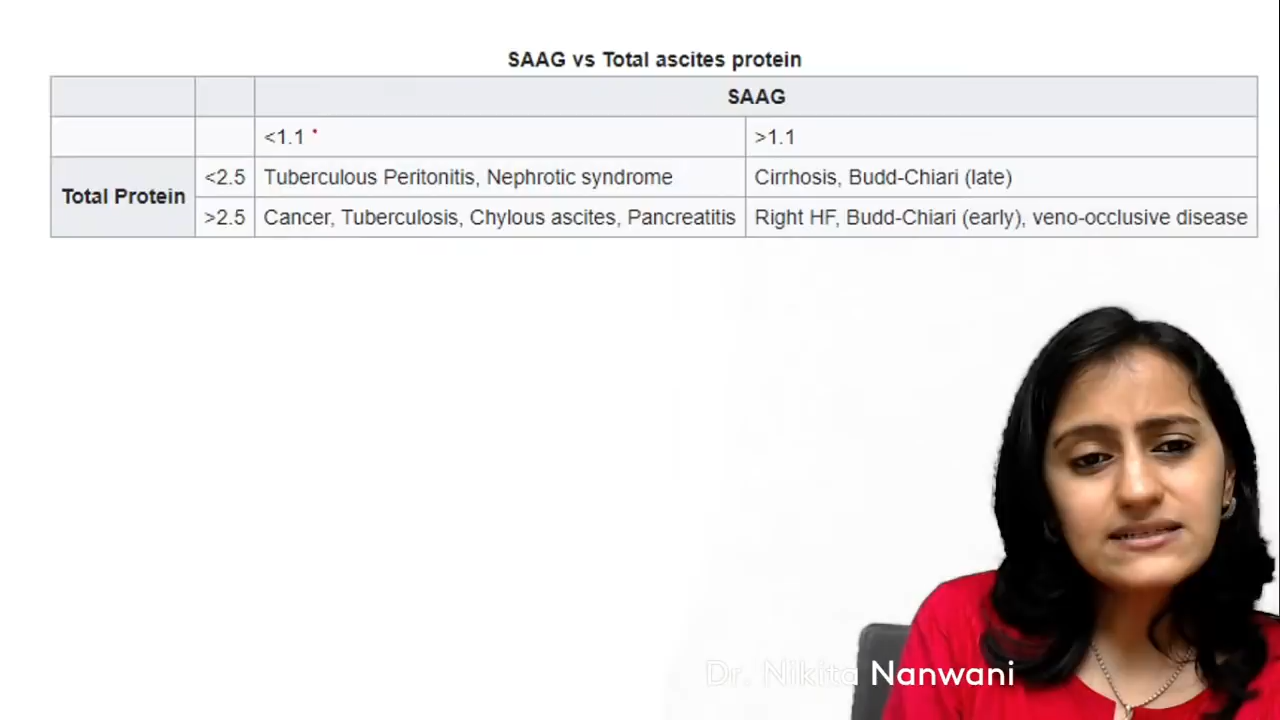 SAAG vs Total ascites protein
SAAG
<1.1 >1.1
Total Protein
<2.5 Tuberculous Peritonitis, Nephrotic syndrome Cirrhosis, Budd-Chiari (late)
>2.5 Cancer, Tuberculosis, Chylous ascites, Pancreatitis Right HF, Budd-Chiari (early), veno-occlusive disease
Dr. Nikita Nanwani